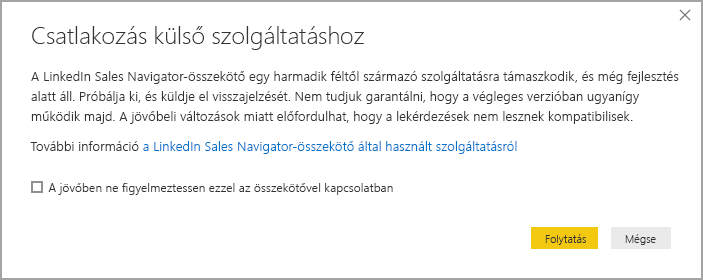 Csatlakozás külső szolgáltatáshoz
A LinkedIn Sales Navigator-összekötő egy harmadik féltől származó szolgáltatásra támaszkodik, és még fejlesztés
alatt áll. Próbálja ki, és küldje el visszajelzését. Nem tudjuk garantálni, hogy a végleges verzióban ugyanígy
működik majd. A jövőbeli változások miatt előfordulhat, hogy a lekérdezések nem lesznek kompatibilisek.
További információ a LinkedIn Sales Navigator-összekötő által használt szolgáltatásról
A jövőben ne figyelmeztessen ezzel az összekötővel kapcsolatban
Folytatás Mégse